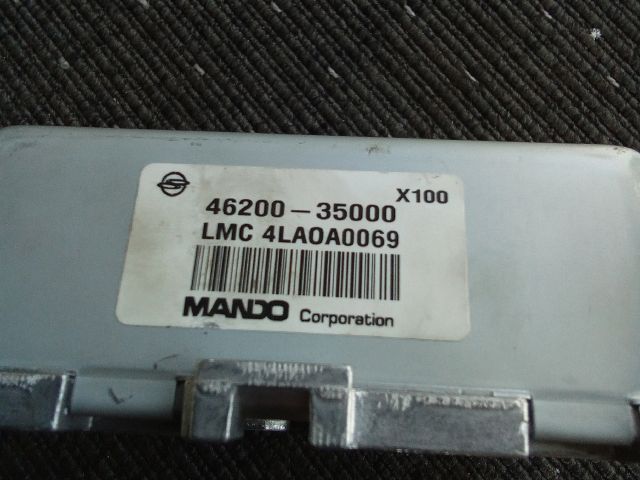 X100
46200-35000
LMC 4LA0A0069
MANDO Corporation